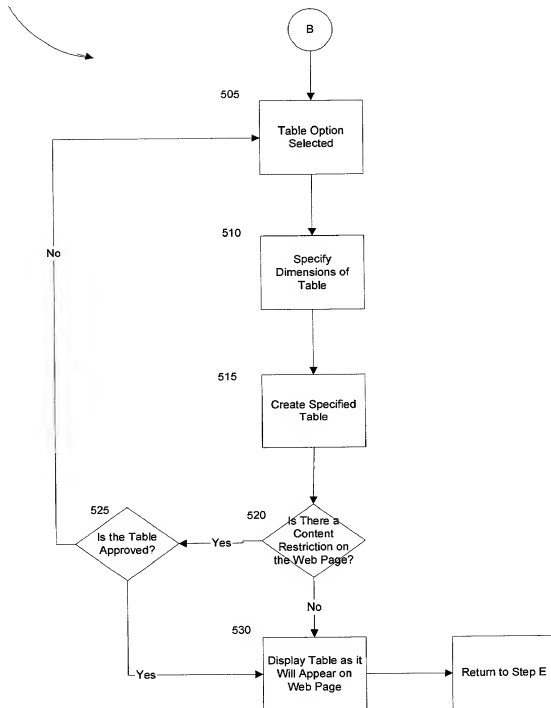 B
505
Table Option
Selected
510
Specify
Dimensions of
Table
No
515
Create Specified
Table
520
Is There a
Content
Restriction on
the Web Page?
525
Is the Table
Approved?
Yes
No
530
Display Table as it
Will Appear on
Web Page
Yes
Return to Step E